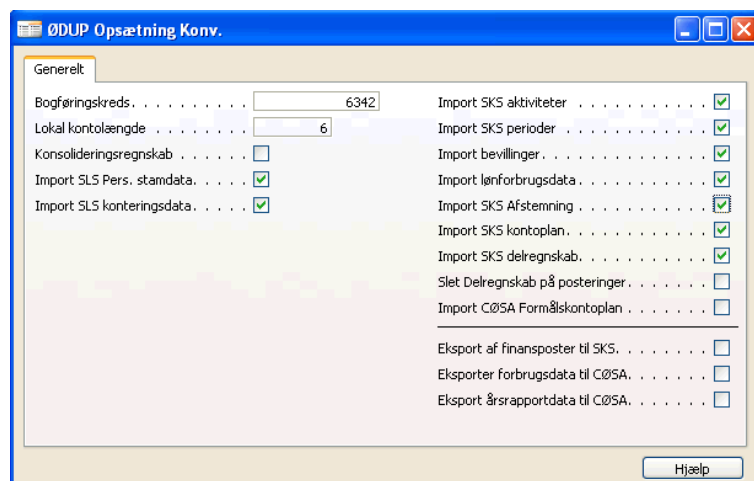 ØDUP Opsætning Konv.
Generelt
Bogføringskreds. . . . . . . . . . 6342
Lokal kontolængde . . . . . . . . 6
Konsolideringsregnskab . . . . . .
Import SLS Pers. stamdata. . . . .
Import SLS konteringsdata. . . . .
Import SKS aktiviteter . . . . . . . . . . .
Import SKS perioder . . . . . . . . . . . .
Import bevillinger. . . . . . . . . . . . . .
Import lønforbrugsdata . . . . . . . . . .
Import SKS Afstemning . . . . . . . . . .
Import SKS kontoplan . . . . . . . . . . .
Import SKS delregnskab. . . . . . . . . .
Slet Delregnskab på posteringer. . . . . .
Import CØSA Formålskontoplan . . . . . .
Eksport af finansposter til SKS. . . . . . .
Eksporter forbrugsdata til CØSA. . . . . .
Eksport årsrapportdata til CØSA. . . . . .
Hjælp